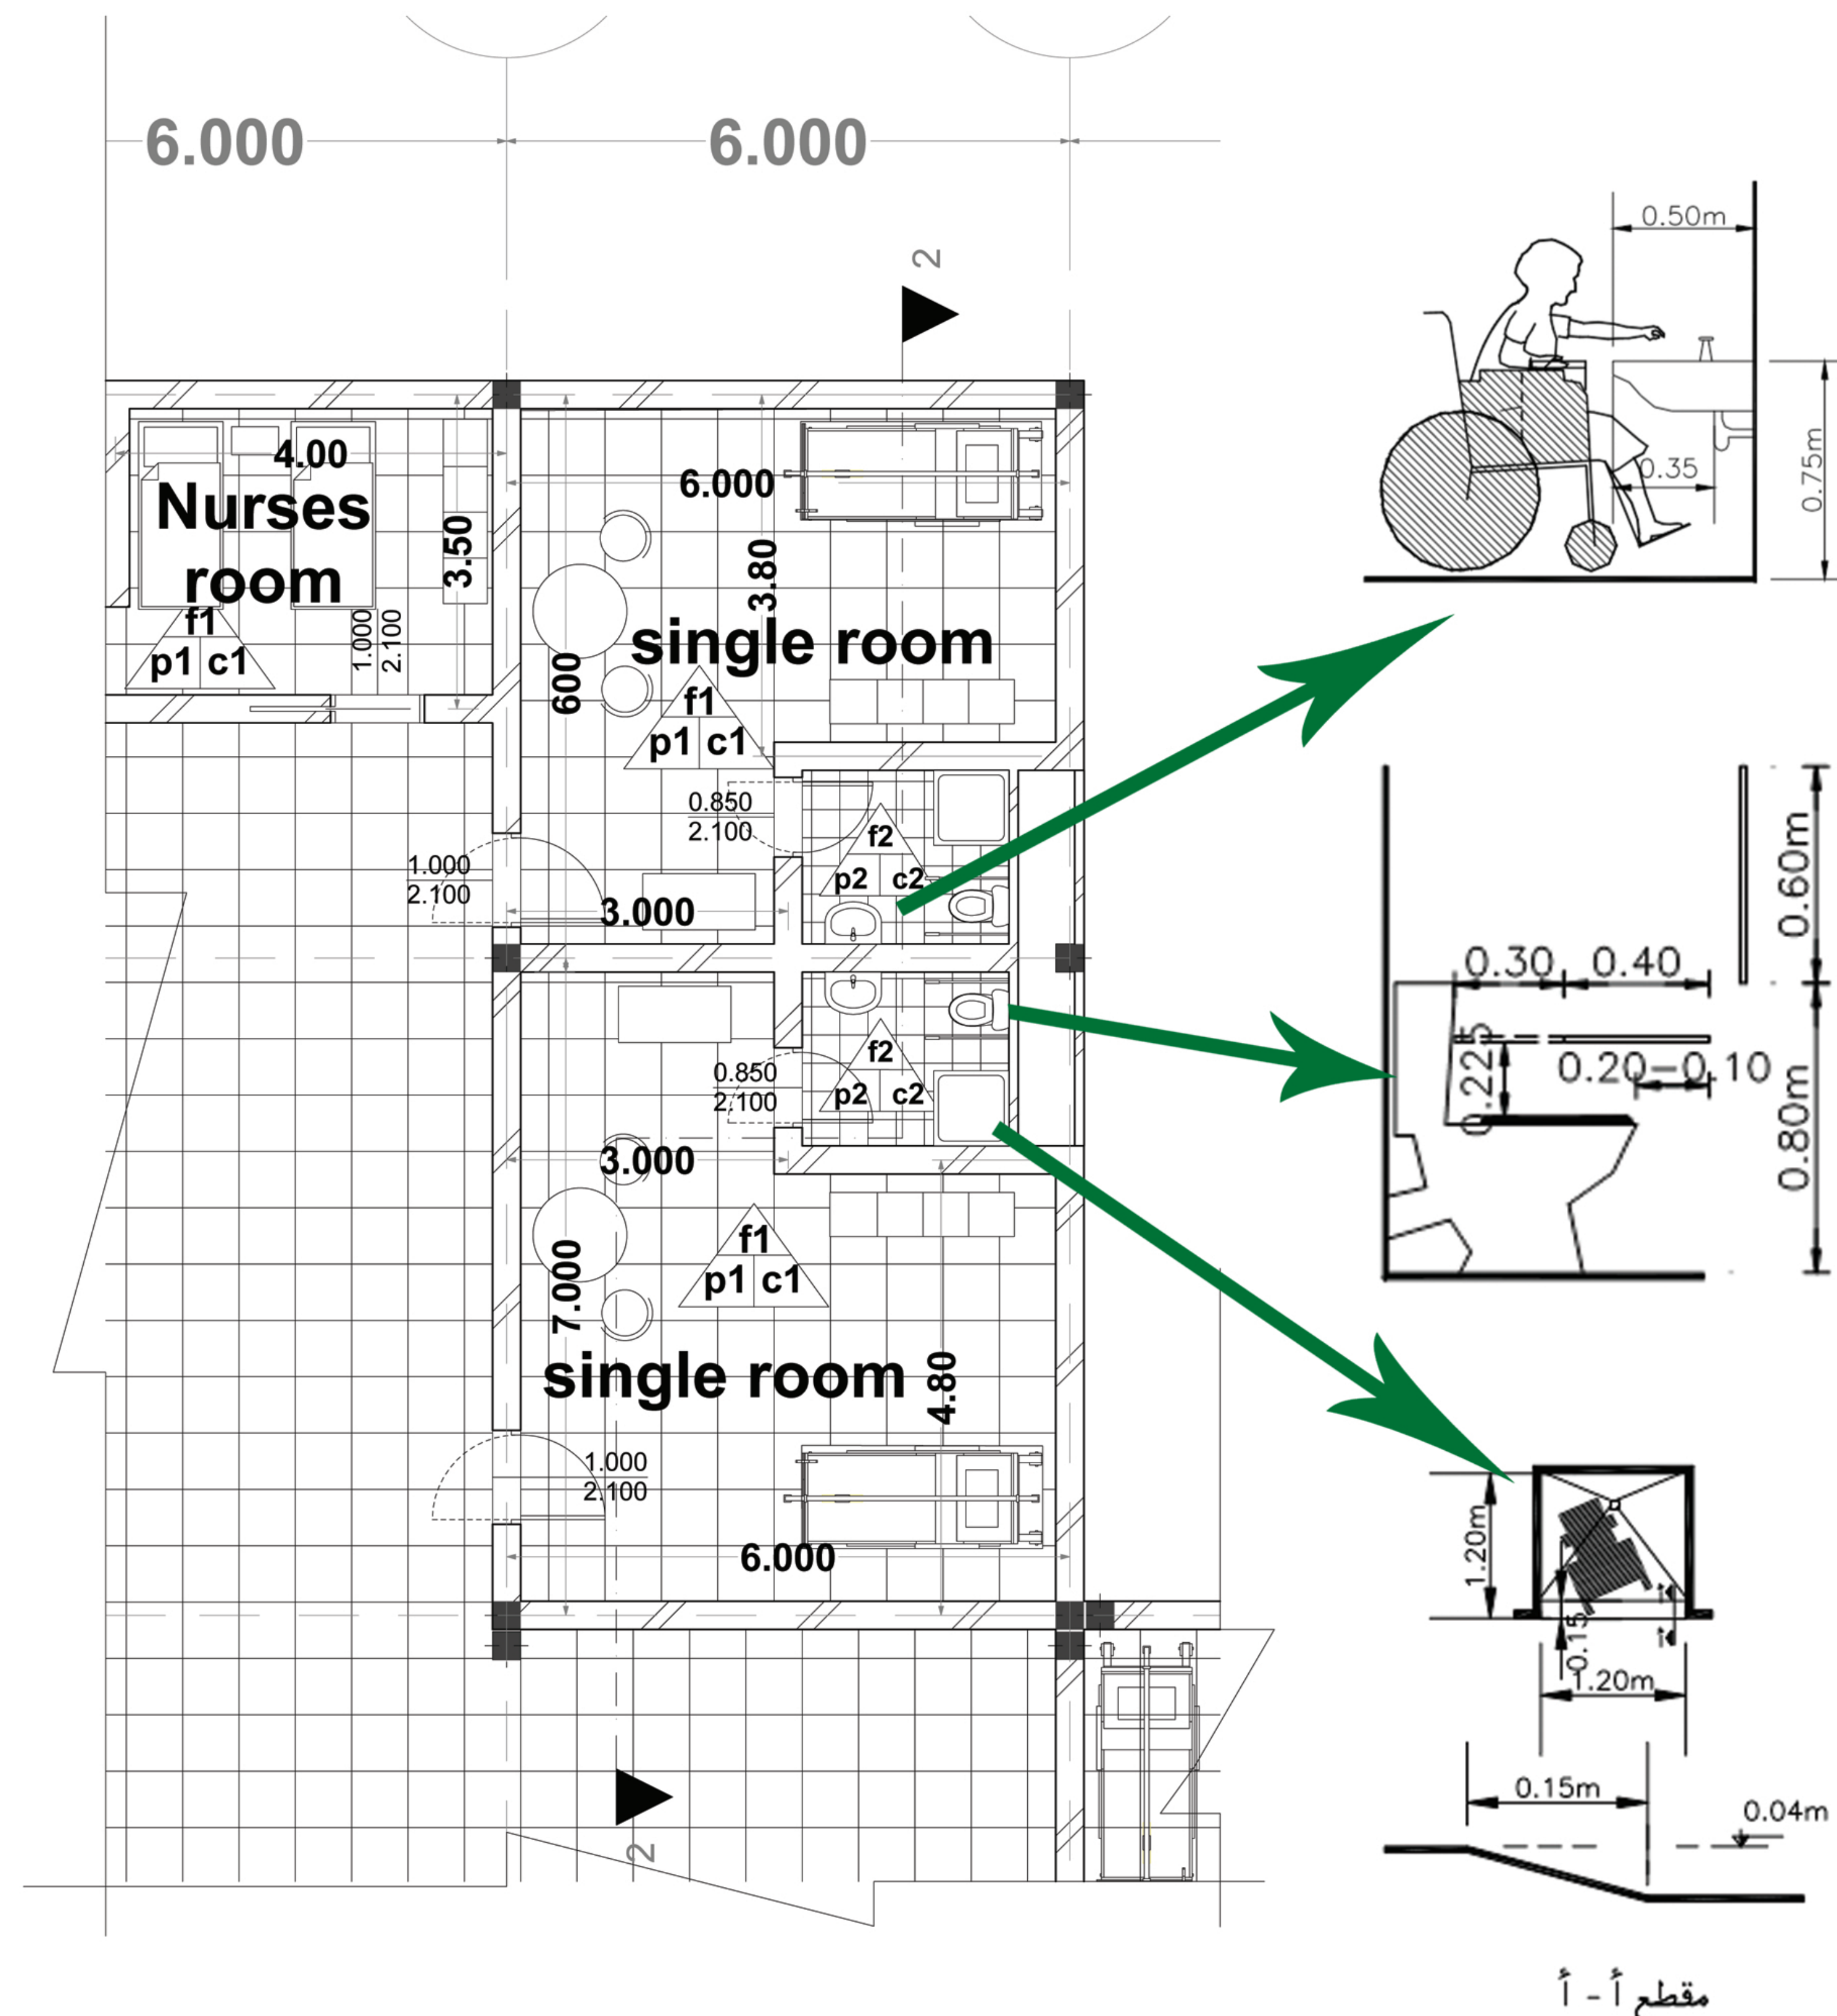 6.000
6.000
2
4.00
Nurses
room
3.50
f1
p1 c1
1.000
2.100
6.000
3.80
single room
600
f1
p1 c1
0.850
2.100
f2
p2 c2
1.000
2.100
3.000
0.850
2.100
f2
p2 c2
3.000
f1
p1 c1
7.000
single room
4.80
1.000
2.100
6.000
2
0.50m
0.35
0.75m
0.60m
0.30 0.40
0.225
0.20-0.10
0.80m
1.20m
0.15
أ
أ
1.20m
0.15m
0.04m
مقطع أ - أ